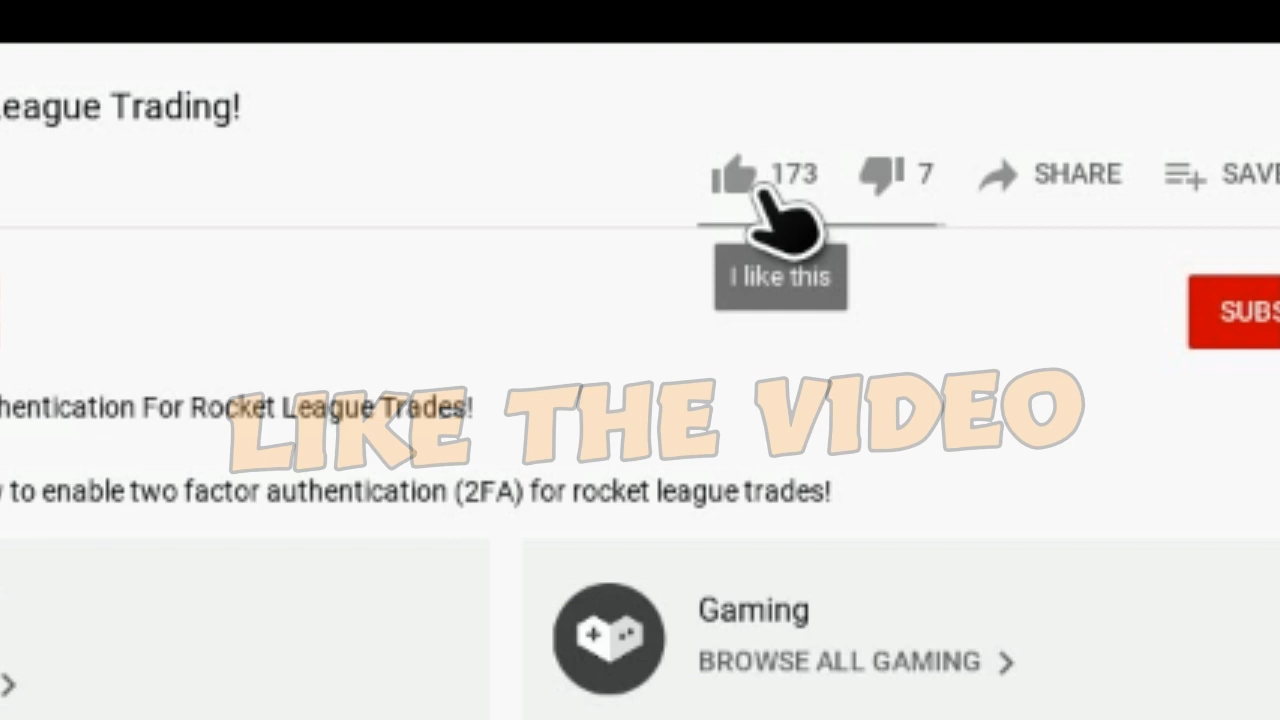 eague Trading!
173 7 SHARE SAVE
I like this
SUBS
hentication For Rocket League Trades!
LIKE THE VIDEO
to enable two factor authentication (2FA) for rocket league trades!
Gaming
BROWSE ALL GAMING